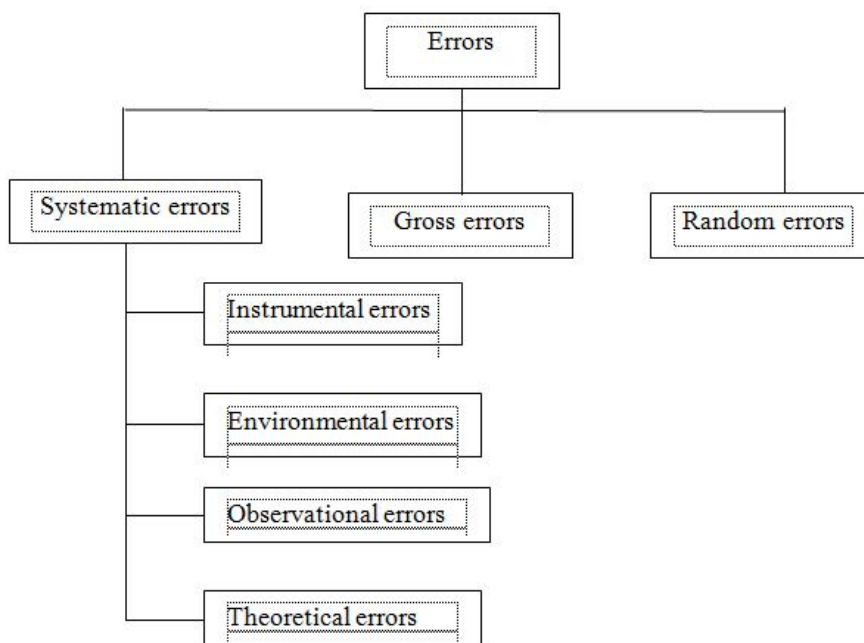 Errors
Systematic errors
Gross errors
Random errors
Instrumental errors
Environmental errors
Observational errors
Theoretical errors